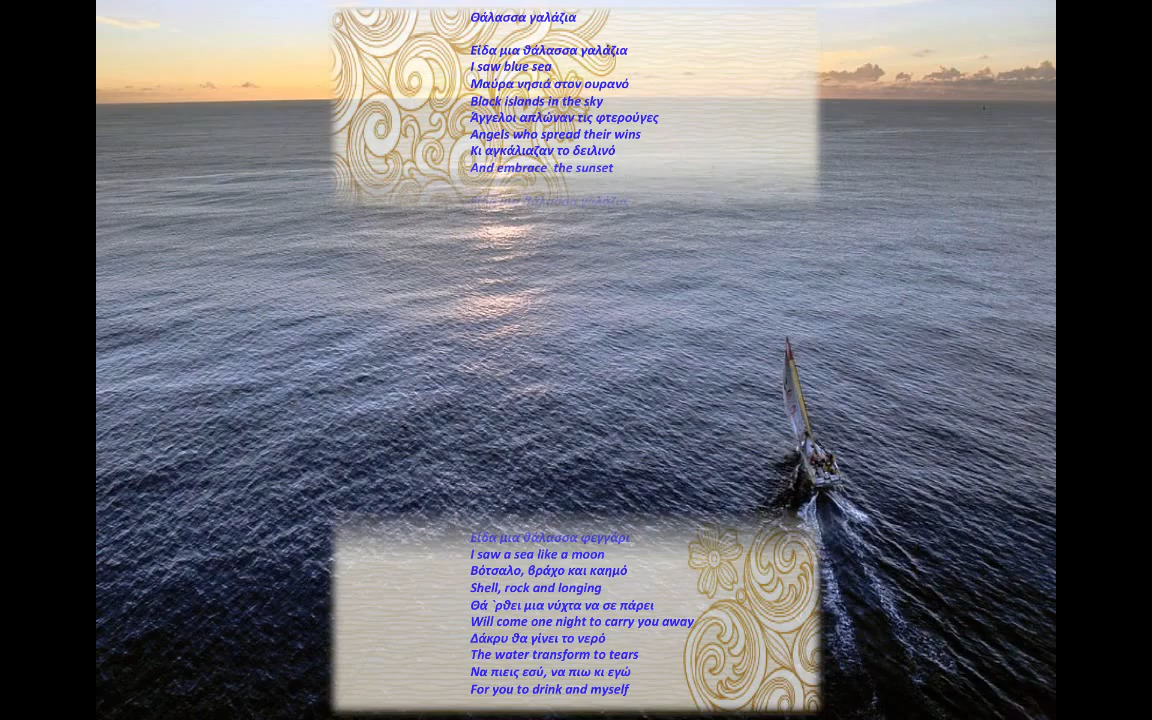 Θάλασσα γαλάζια
Είδα μια θάλασσα γαλάζια
I saw blue sea
Μαύρα νησιά στον ουρανό
Black islands in the sky
Άγγελοι απλώναν τις φτερούγες
Angels who spread their wins
Κι αγκάλιαζαν το δειλινό
And embrace  the sunset
Είδα μια θάλασσα γαλάζια
Είδα μια θάλασσα φεγγάρι
I saw a sea like a moon
Βότσαλο, βράχο και καημό
Shell, rock and longing
Θά `ρθει μια νύχτα να σε πάρει
Will come one night to carry you away
Δάκρυ θα γίνει το νερό
The water transform to tears
Να πιεις εσύ, να πιω κι εγώ
For you to drink and myself